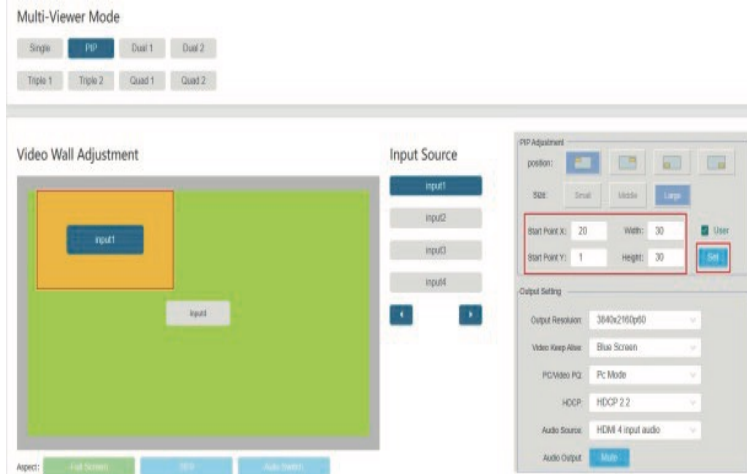 Multi-Viewer Mode
Single PIP Dual 1 Dual 2
Triple 1 Triple 2 Quad 1 Quad 2
Video Wall Adjustment
input1
input4
Aspect: Full Screen 16:9 Auto Switch
Input Source
input1
input2
input3
input4
PIP Adjustment
position:
Size: Small Middle Large
Start Point X: 20 Width: 30 User
Start Point Y: 1 Height: 30 Set
Output Setting
Output Resolution: 3840x2160p60
Video Keep Alive: Blue Screen
PC/Video PQ: Pc Mode
HDCP: HDCP 2.2
Audio Source: HDMI 4 input audio
Audio Output: Mute